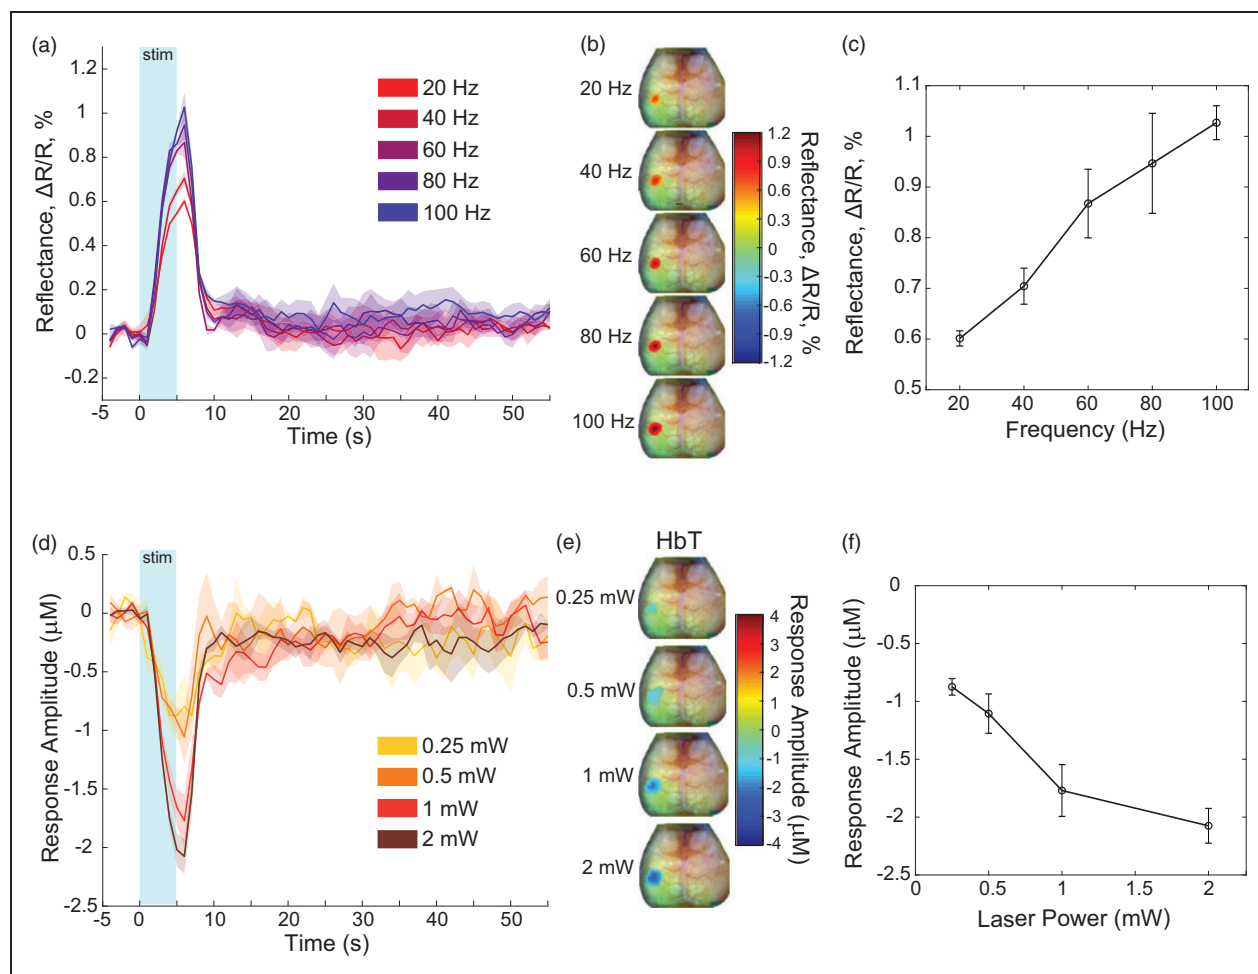 (a)
stim
1.2
1
0.8
0.6
0.4
0.2
0
-0.2
-5
0
10
20
30
40
50
Time (s)
Reflectance, ΔR/R, %
20 Hz
40 Hz
60 Hz
80 Hz
100 Hz
(b)
20 Hz
40 Hz
60 Hz
80 Hz
100 Hz
1.2
0.9
0.6
0.3
0
-0.3
-0.6
-0.9
-1.2
Reflectance, ΔR/R, %
(c)
1.1
1
0.9
0.8
0.7
0.6
0.5
20
40
60
80
100
Frequency (Hz)
Reflectance, ΔR/R, %
(d)
stim
0.5
0
-0.5
-1
-1.5
-2
-2.5
-5
0
10
20
30
40
50
Time (s)
Response Amplitude (μM)
0.25 mW
0.5 mW
1 mW
2 mW
(e)
HbT
0.25 mW
0.5 mW
1 mW
2 mW
4
3
2
1
0
-1
-2
-3
-4
Response Amplitude (μM)
(f)
0
-0.5
-1
-1.5
-2
-2.5
0
0.5
1
1.5
2
Laser Power (mW)
Response Amplitude (μM)